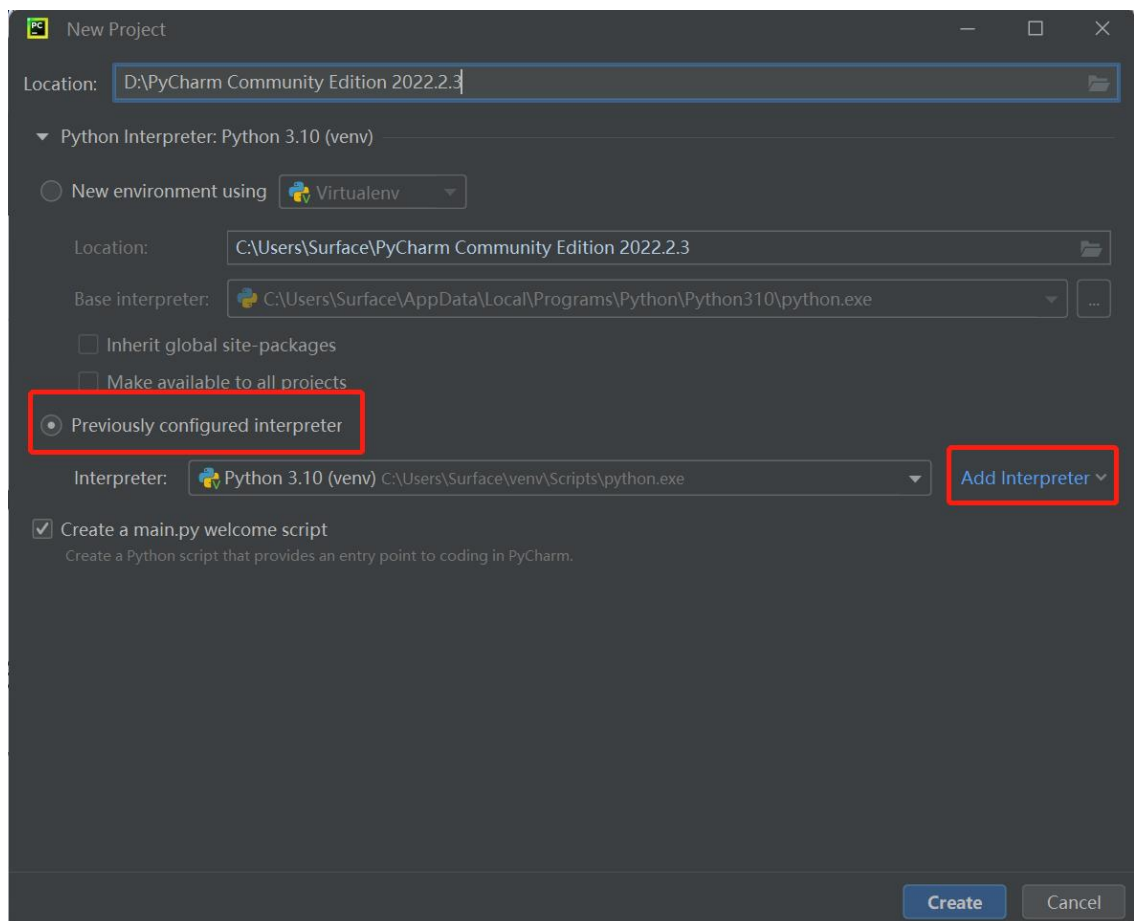 PC New Project
Location: D:\PyCharm Community Edition 2022.2.3
Python Interpreter: Python 3.10 (venv)
New environment using Virtualenv
Location: C:\Users\Surface\PyCharm Community Edition 2022.2.3
Base interpreter: C:\Users\Surface\AppData\Local\Programs\Python\Python310\python.exe ...
Inherit global site-packages
Make available to all projects
Previously configured interpreter
Interpreter: Python 3.10 (venv) C:\Users\Surface\venv\Scripts\python.exe Add Interpreter
Create a main.py welcome script
Create a Python script that provides an entry point to coding in PyCharm.
Create Cancel